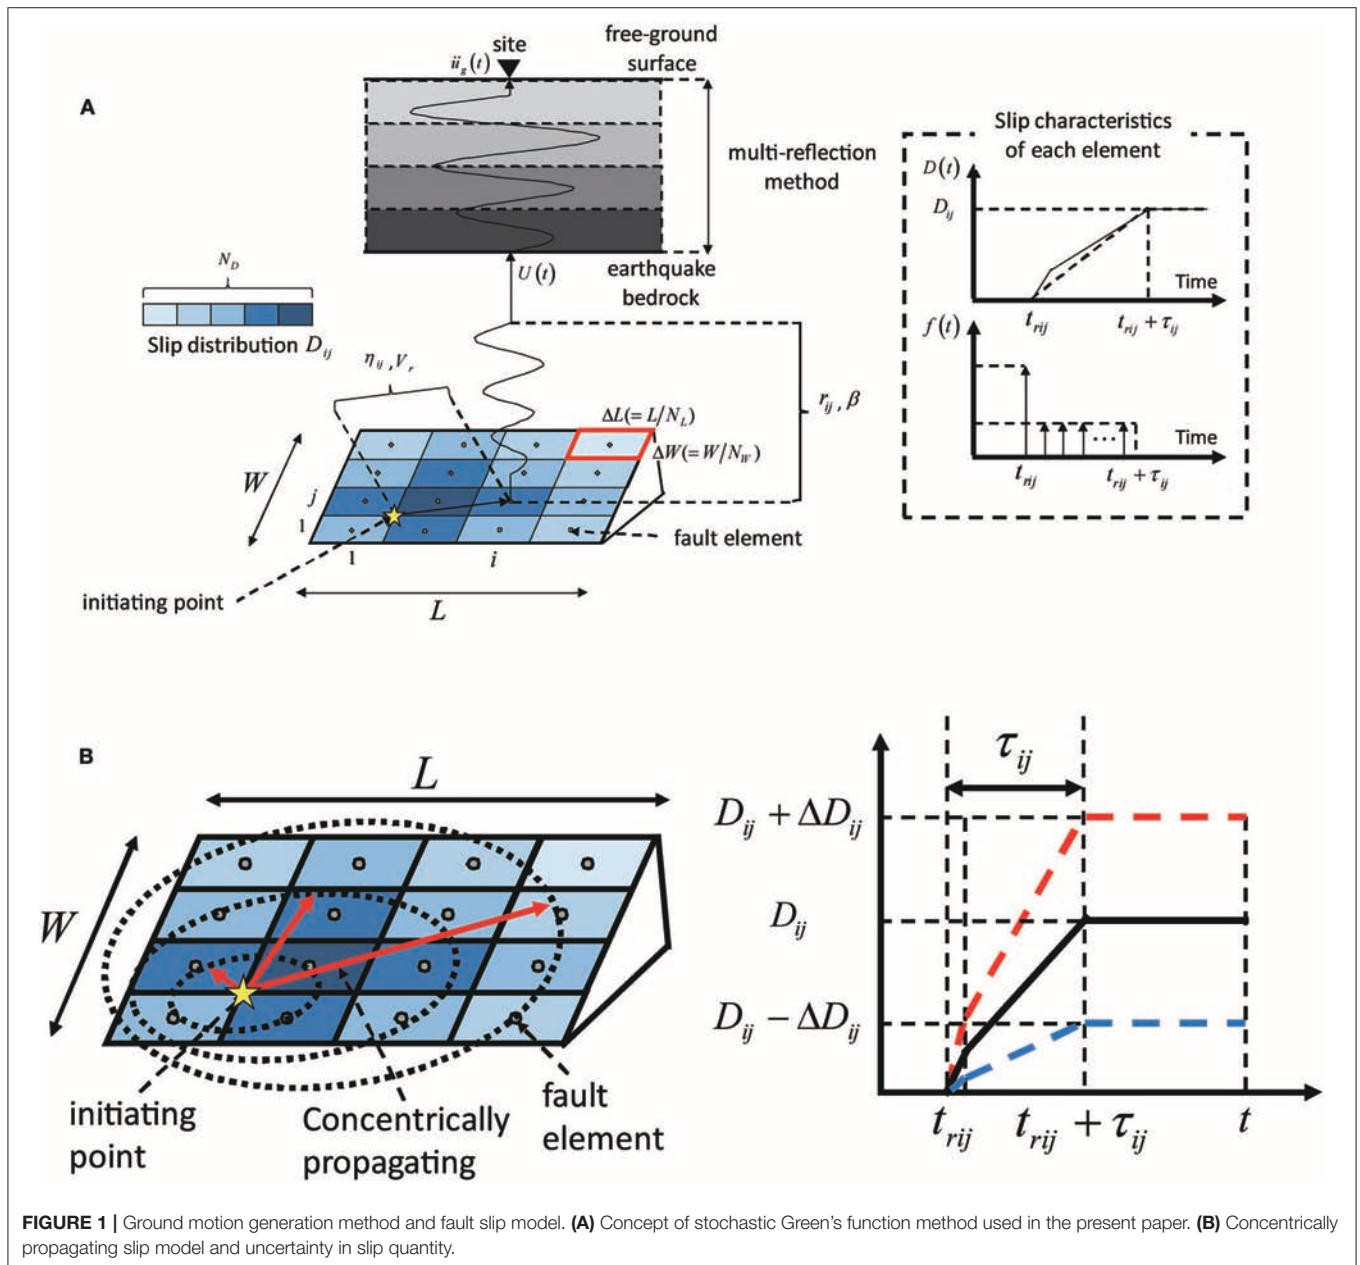 A
site
free-ground
surface
üg(t)
multi-reflection
method
U(t)
earthquake
bedrock
N_D
Slip distribution D_ij
η_ij, V_r
ΔL(= L/N_L)
ΔW(= W/N_W)
r_ij, β
W
j
1
1
i
fault element
initiating point
L
Slip characteristics
of each element
D(t)
D_ij
Time
t_rij
t_rij + τ_ij
f(t)
...
Time
t_rij
t_rij + τ_ij
B
L
W
initiating
point
Concentrically
propagating
fault
element
τ_ij
D_ij + ΔD_ij
D_ij
D_ij − ΔD_ij
t_rij
t_rij + τ_ij
t
FIGURE 1 | Ground motion generation method and fault slip model. (A) Concept of stochastic Green's function method used in the present paper. (B) Concentrically
propagating slip model and uncertainty in slip quantity.